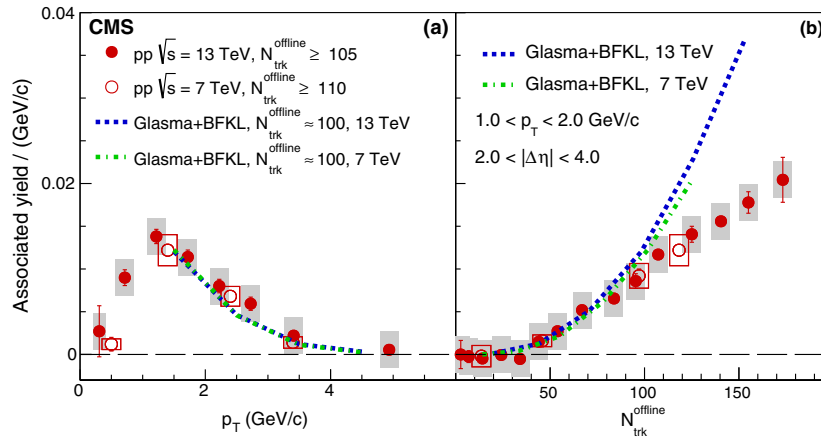 CMS
(a)
pp √s = 13 TeV, N_trk^offline ≥ 105
pp √s = 7 TeV, N_trk^offline ≥ 110
Glasma+BFKL, N_trk^offline ≈ 100, 13 TeV
Glasma+BFKL, N_trk^offline ≈ 100, 7 TeV
(b)
Glasma+BFKL, 13 TeV
Glasma+BFKL, 7 TeV
1.0 < p_T < 2.0 GeV/c
2.0 < |Δη| < 4.0
Associated yield / (GeV/c)
0.04
0.02
0
0 2 4
p_T (GeV/c)
50 100 150
N_trk^offline